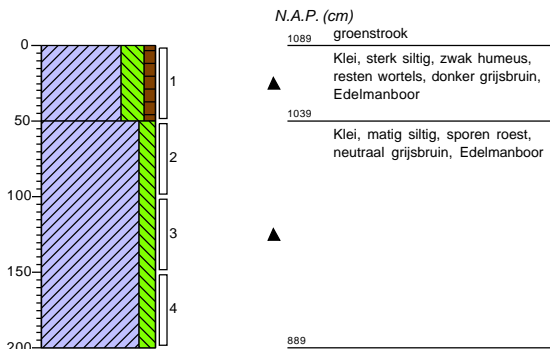 N.A.P. (cm)
0
1089 groenstrook
Klei, sterk siltig, zwak humeus,
resten wortels, donker grijsbruin,
Edelmanboor
1
50
1039
Klei, matig siltig, sporen roest,
neutraal grijsbruin, Edelmanboor
2
100
3
150
4
200
889